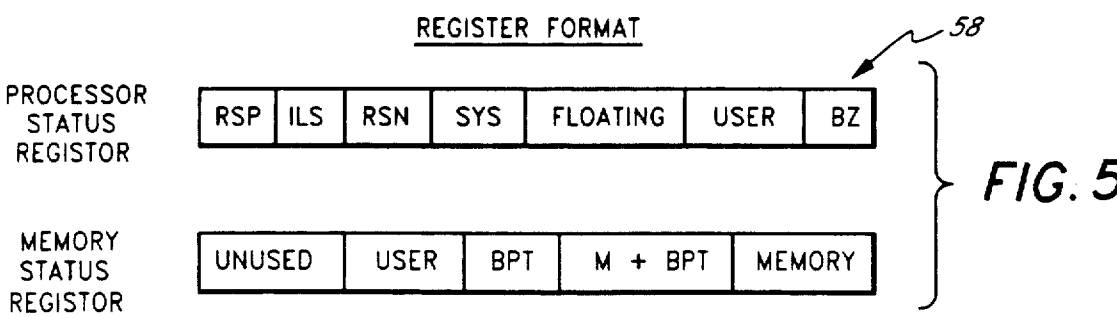 REGISTER FORMAT
58
PROCESSOR
STATUS
REGISTOR
RSP ILS RSN SYS FLOATING USER BZ
FIG. 5
MEMORY
STATUS
REGISTOR
UNUSED USER BPT M + BPT MEMORY